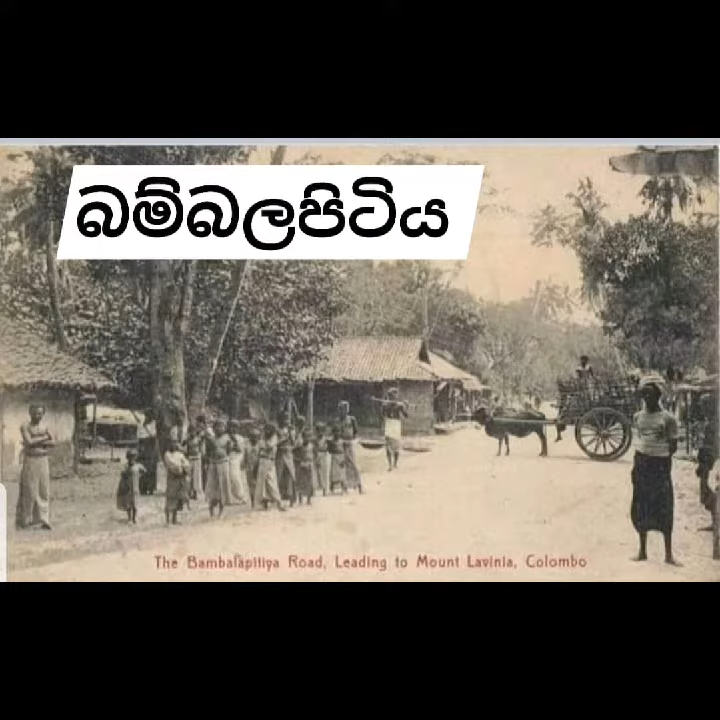 බම්බලපිටිය
The Bambalapitiya Road, Leading to Mount Lavinia, Colombo